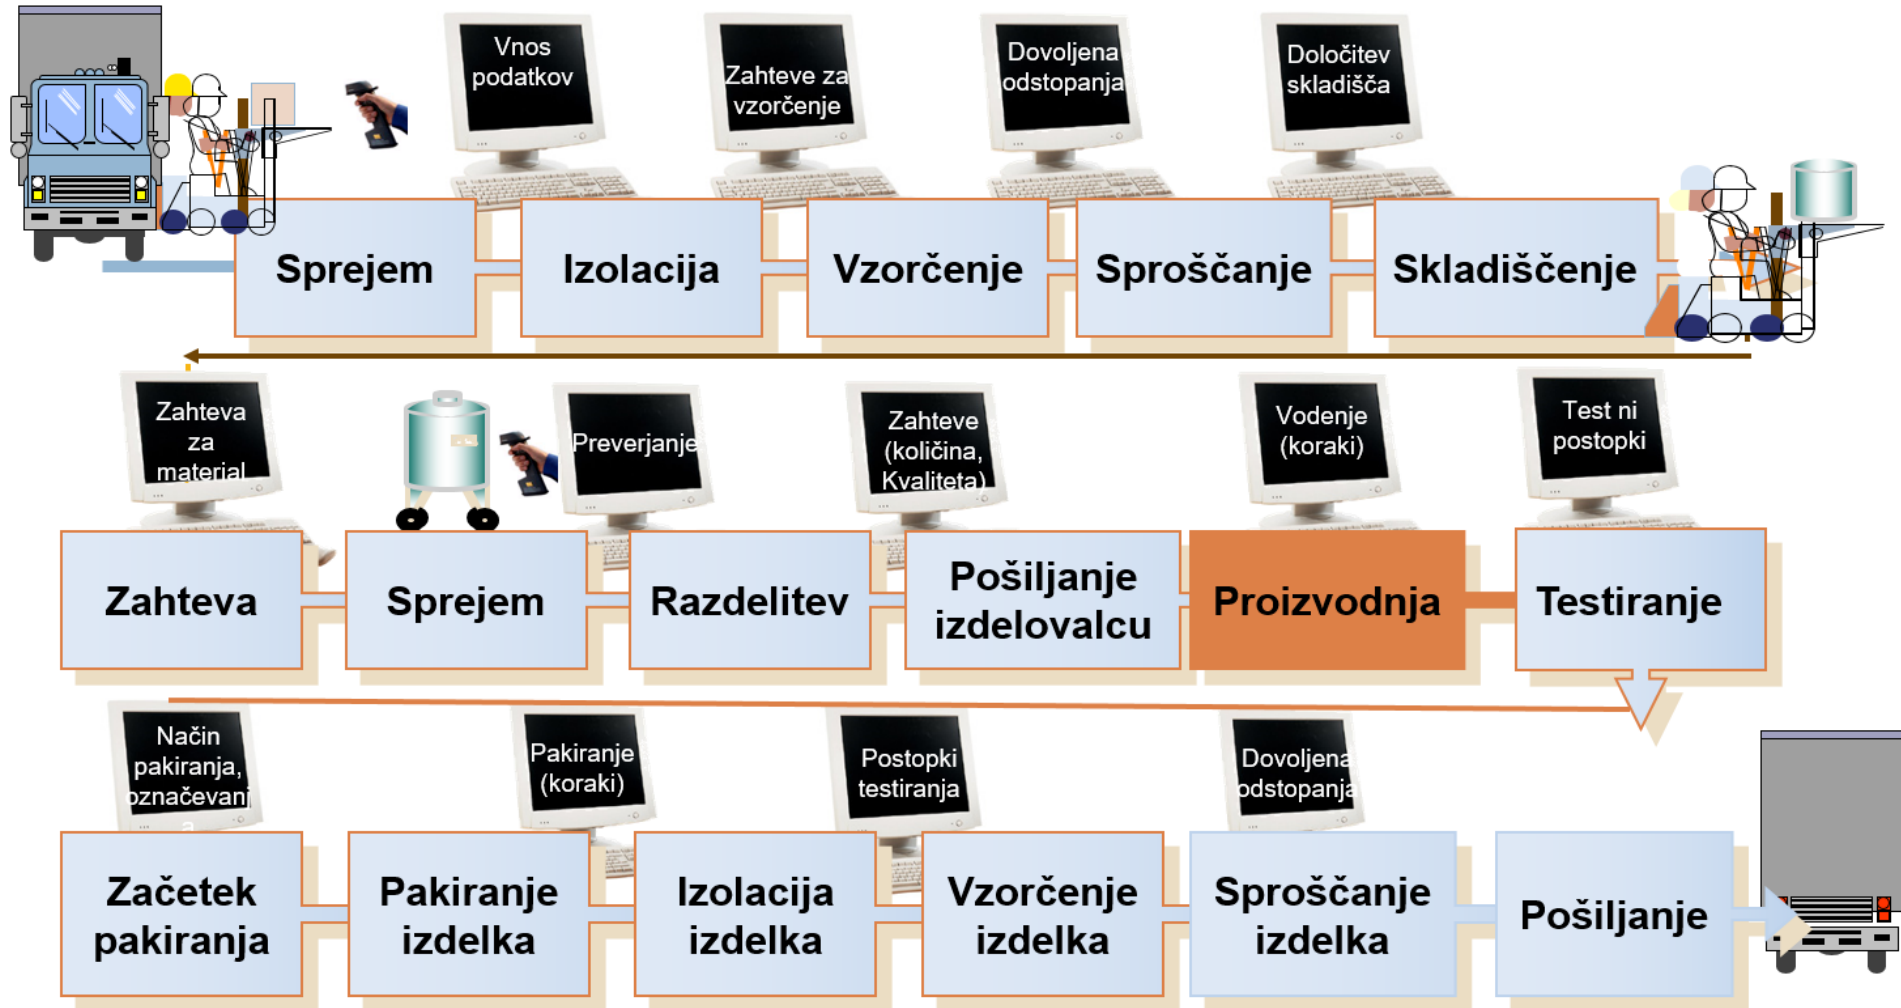 Vnos
podatkov
Zahteve za
vzorčenje
Dovoljena
odstopanja
Določitev
skladišča
Sprejem
Izolacija
Vzorčenje
Sproščanje
Skladiščenje
Zahteva
za
material
Preverjanje
Zahteve
(količina,
Kvaliteta)
Vodenje
(koraki)
Test ni
postopki
Zahteva
Sprejem
Razdelitev
Pošiljanje
izdelovalcu
Proizvodnja
Testiranje
Način
pakiranja,
označevanj
a
Pakiranje
(koraki)
Postopki
testiranja
Dovoljena
odstopanja
Začetek
pakiranja
Pakiranje
izdelka
Izolacija
izdelka
Vzorčenje
izdelka
Sproščanje
izdelka
Pošiljanje